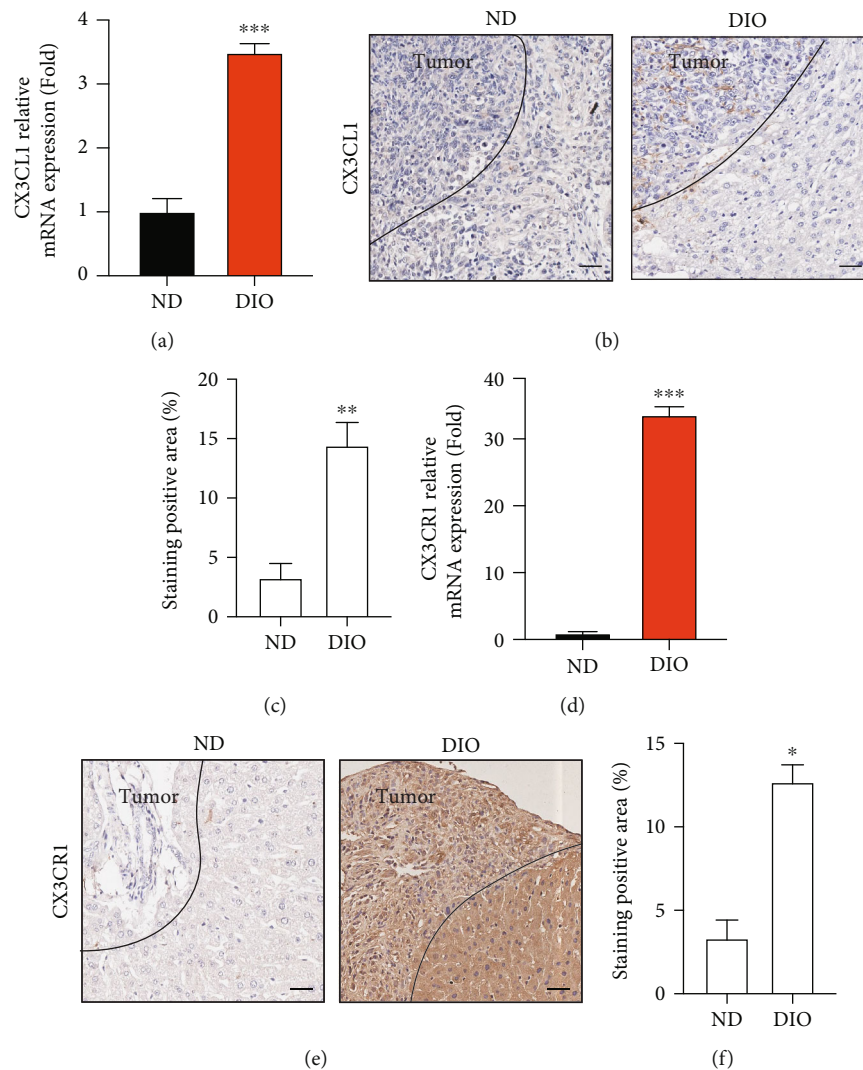 CX3CL1 relative
mRNA expression (Fold)
4
3
2
1
0
***
ND
DIO
(a)
ND
DIO
CX3CL1
Tumor
Tumor
(b)
Staining positive area (%)
20
15
10
5
0
**
ND
DIO
(c)
CX3CR1 relative
mRNA expression (Fold)
40
30
20
10
0
***
ND
DIO
(d)
ND
DIO
CX3CR1
Tumor
Tumor
(e)
Staining positive area (%)
15
10
5
0
*
ND
DIO
(f)